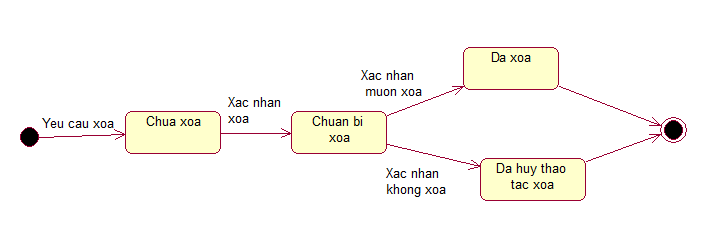 Yeu cau xoa
Chua xoa
Xac nhan
xoa
Chuan bi
xoa
Xac nhan
muon xoa
Da xoa
Xac nhan
khong xoa
Da huy thao
tac xoa